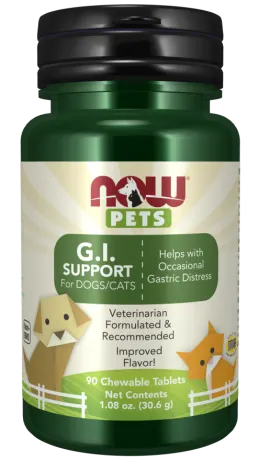 NOW
PETS
G.I.
SUPPORT
For DOGS/CATS
Helps with
Occasional
Gastric Distress
Veterinarian
Formulated &
Recommended
Improved
Flavor!
90 Chewable Tablets
Net Contents
1.08 oz. (30.6 g)